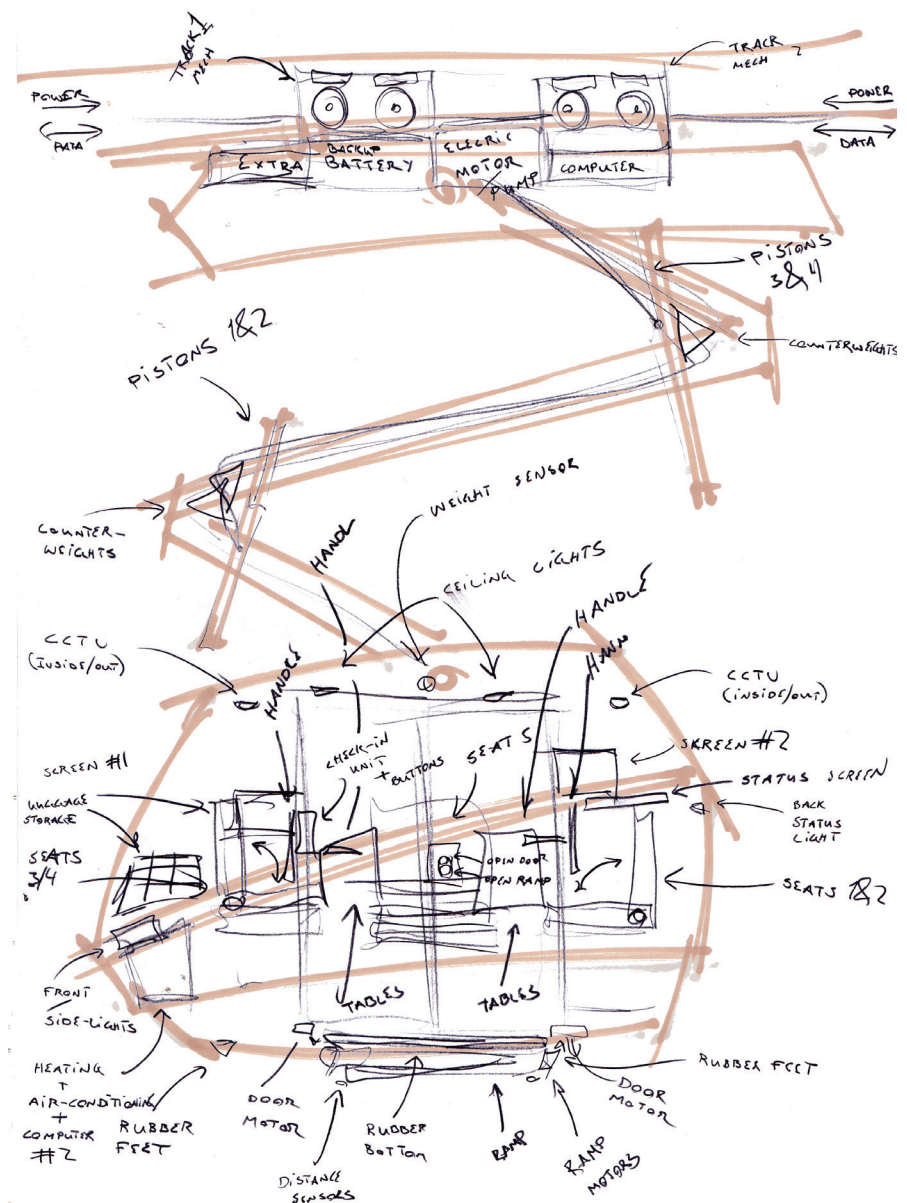 TRACK 1
MECH
TRACK 2
MECH
POWER
DATA
POWER
DATA
EXTRA
BACKUP
BATTERY
ELECRIC
MOTOR
/PUMP
COMPUTER
PISTONS
3&4
PISTONS 1&2
COUNTERWEIGHTS
COUNTER-
WEIGHTS
WEIGHT SENSOR
HANDL
CEILING LIGHTS
HANDLE
HANN
CCTV
(INSIDE/OUT)
HANDLE
CCTV
(INSIDE/OUT)
SCREEN #1
CHECK-IN
UNIT
+
BUTTONS
SEATS
SKREEN #2
STATUS SCREEN
LUGGAGE
STORAGE
BACK
STATUS
LIGHT
SEATS
3/4
OPEN DOOR
OPEN RAMP
SEATS 1&2
FRONT
/
SIDE-LIGHTS
TABLES
TABLES
HEATING
+
AIR-CONDITIONING
+
COMPUTER
#2
RUBBER
FEET
DOOR
MOTOR
DISTANCE
SENSORS
RUBBER
BOTTOM
RAMP
RAMP
MOTORS
DOOR
MOTOR
RUBBER FEET